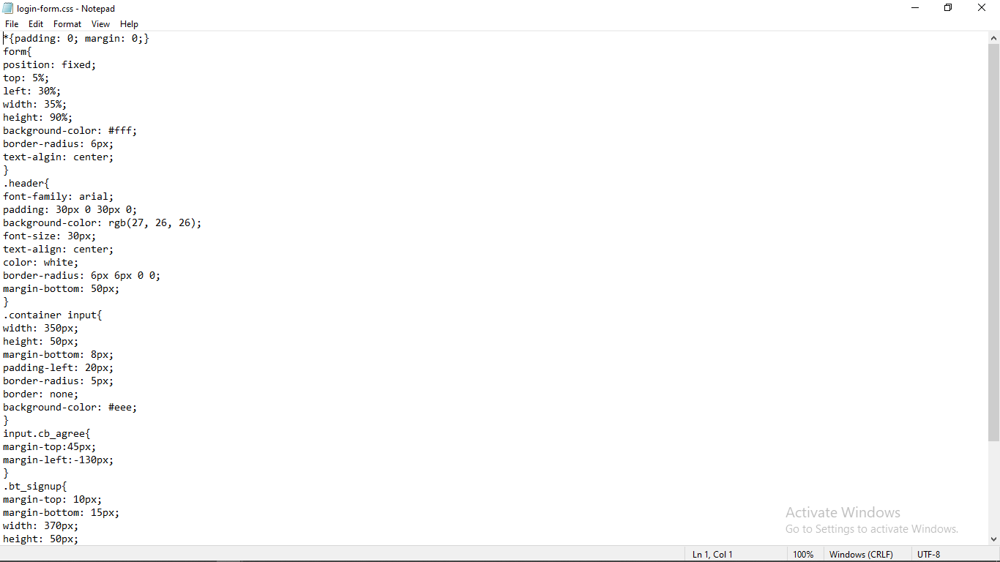 login-form.css - Notepad
File Edit Format View Help
*{padding: 0; margin: 0;}
form{
position: fixed;
top: 5%;
left: 30%;
width: 35%;
height: 90%;
background-color: #fff;
border-radius: 6px;
text-algin: center;
}
.header{
font-family: arial;
padding: 30px 0 30px 0;
background-color: rgb(27, 26, 26);
font-size: 30px;
text-align: center;
color: white;
border-radius: 6px 6px 0 0;
margin-bottom: 50px;
}
.container input{
width: 350px;
height: 50px;
margin-bottom: 8px;
padding-left: 20px;
border-radius: 5px;
border: none;
background-color: #eee;
}
input.cb_agree{
margin-top:45px;
margin-left:-130px;
}
.bt_signup{
margin-top: 10px;
margin-bottom: 15px;
width: 370px;
height: 50px;
Activate Windows
Go to Settings to activate Windows.
Ln 1, Col 1 100% Windows (CRLF) UTF-8